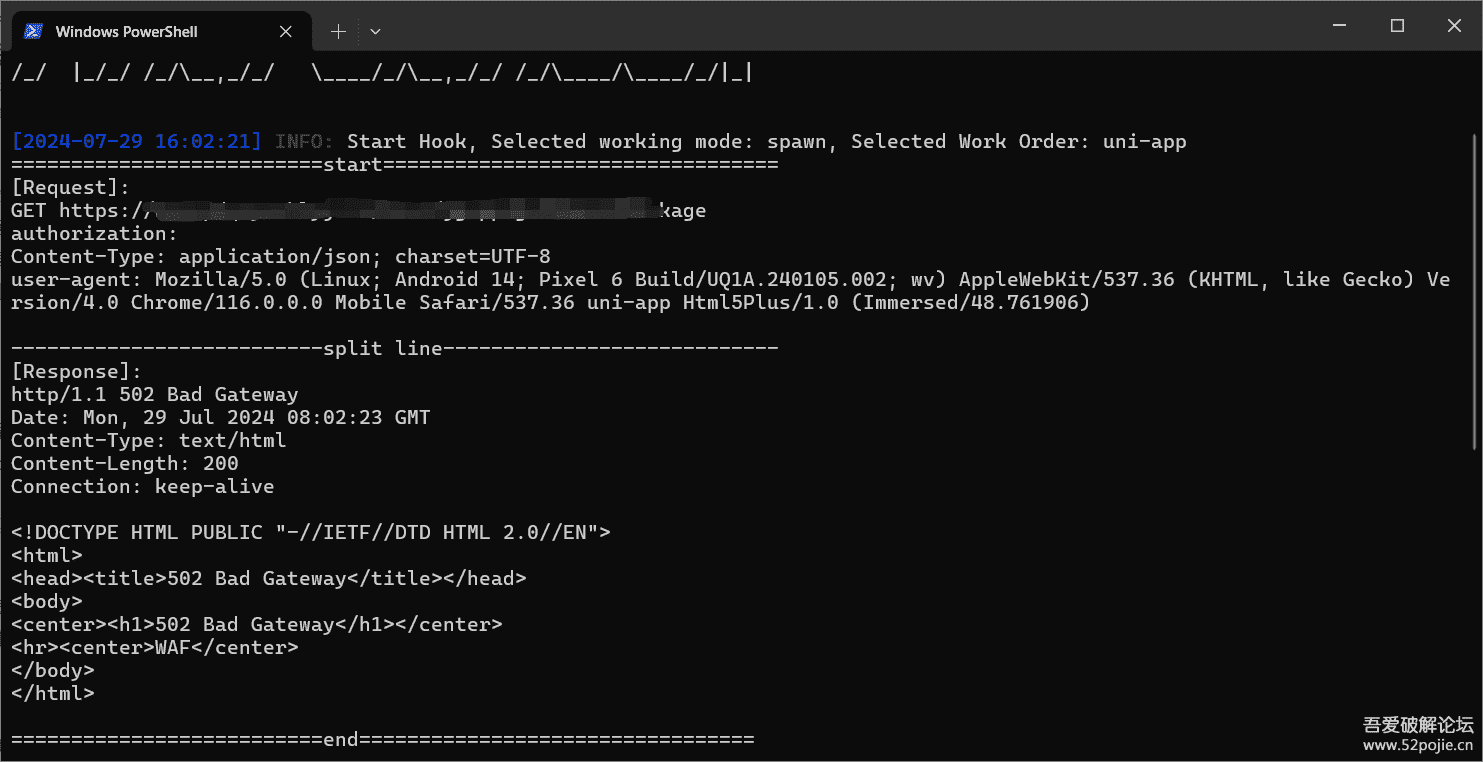 Windows PowerShell
/_/  |_/_/ /_/\__,_/_/   \____/_/\__,_/_/ /_/\____/\____/_/|_|
[2024-07-29 16:02:21] INFO: Start Hook, Selected working mode: spawn, Selected Work Order: uni-app
==========================start=================================
[Request]:
GET https://kage
authorization:
Content-Type: application/json; charset=UTF-8
user-agent: Mozilla/5.0 (Linux; Android 14; Pixel 6 Build/UQ1A.240105.002; wv) AppleWebKit/537.36 (KHTML, like Gecko) Ve
rsion/4.0 Chrome/116.0.0.0 Mobile Safari/537.36 uni-app Html5Plus/1.0 (Immersed/48.761906)
--------------------------split line----------------------------
[Response]:
http/1.1 502 Bad Gateway
Date: Mon, 29 Jul 2024 08:02:23 GMT
Content-Type: text/html
Content-Length: 200
Connection: keep-alive
<!DOCTYPE HTML PUBLIC "-//IETF//DTD HTML 2.0//EN">
<html>
<head><title>502 Bad Gateway</title></head>
<body>
<center><h1>502 Bad Gateway</h1></center>
<hr><center>WAF</center>
</body>
</html>
==========================end=================================
吾爱破解论坛
www.52pojie.cn